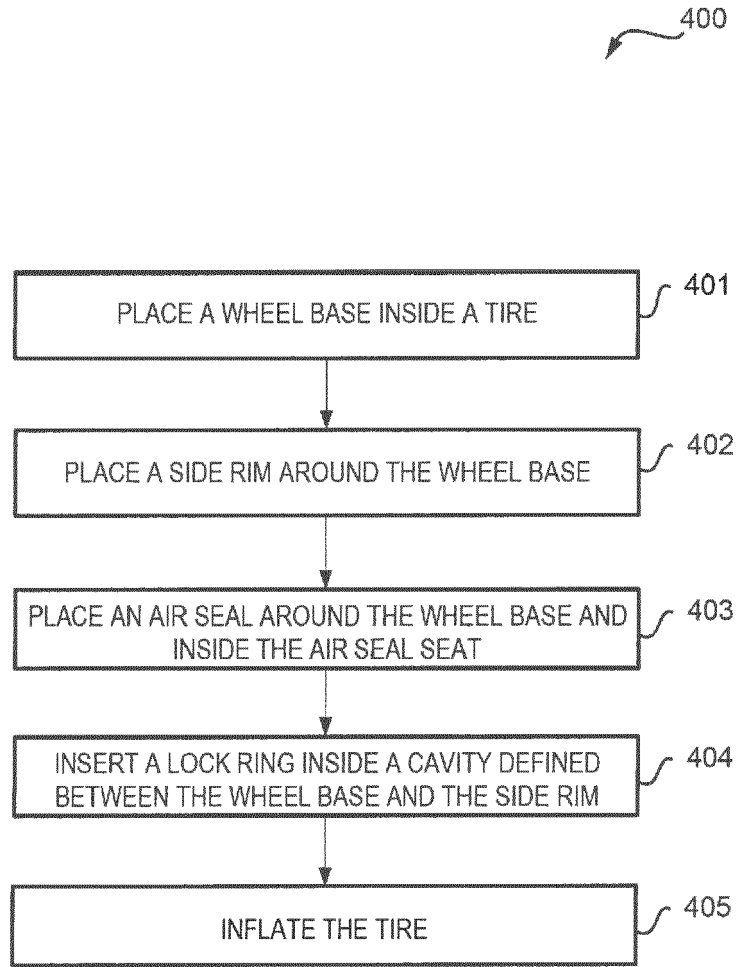 400
PLACE A WHEEL BASE INSIDE A TIRE
401
PLACE A SIDE RIM AROUND THE WHEEL BASE
402
PLACE AN AIR SEAL AROUND THE WHEEL BASE AND
INSIDE THE AIR SEAL SEAT
403
INSERT A LOCK RING INSIDE A CAVITY DEFINED
BETWEEN THE WHEEL BASE AND THE SIDE RIM
404
INFLATE THE TIRE
405